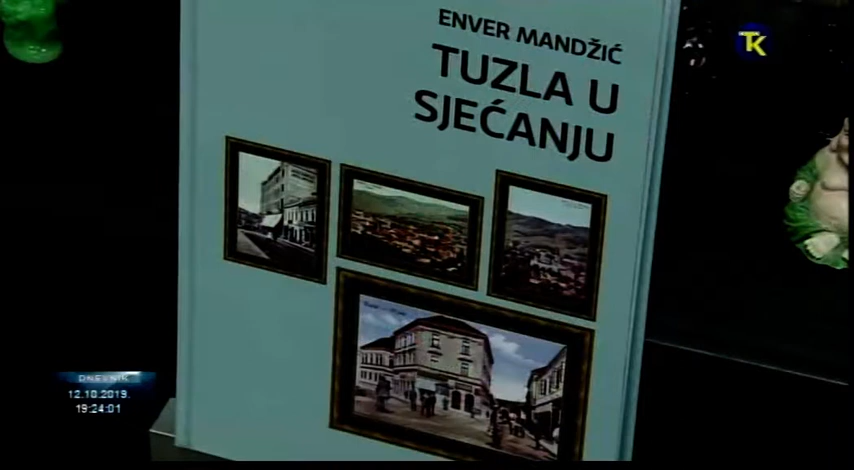 ENVER MANDŽIĆ
TUZLA U
SJEĆANJU
TK
DNEVNIK
12.10.2019.
19:24:01